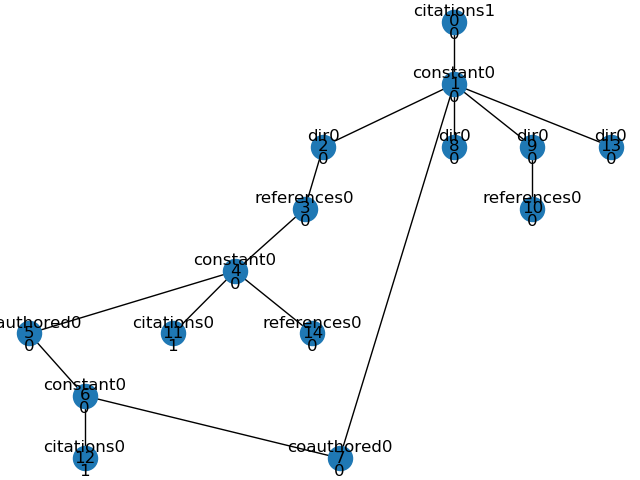 citations1
0
0
constant0
1
0
dir0
2
0
dir0
8
0
dir0
9
0
dir0
13
0
references0
3
0
references0
10
0
constant0
4
0
authored0
5
0
citations0
11
1
references0
14
0
constant0
6
0
citations0
12
1
coauthored0
7
0